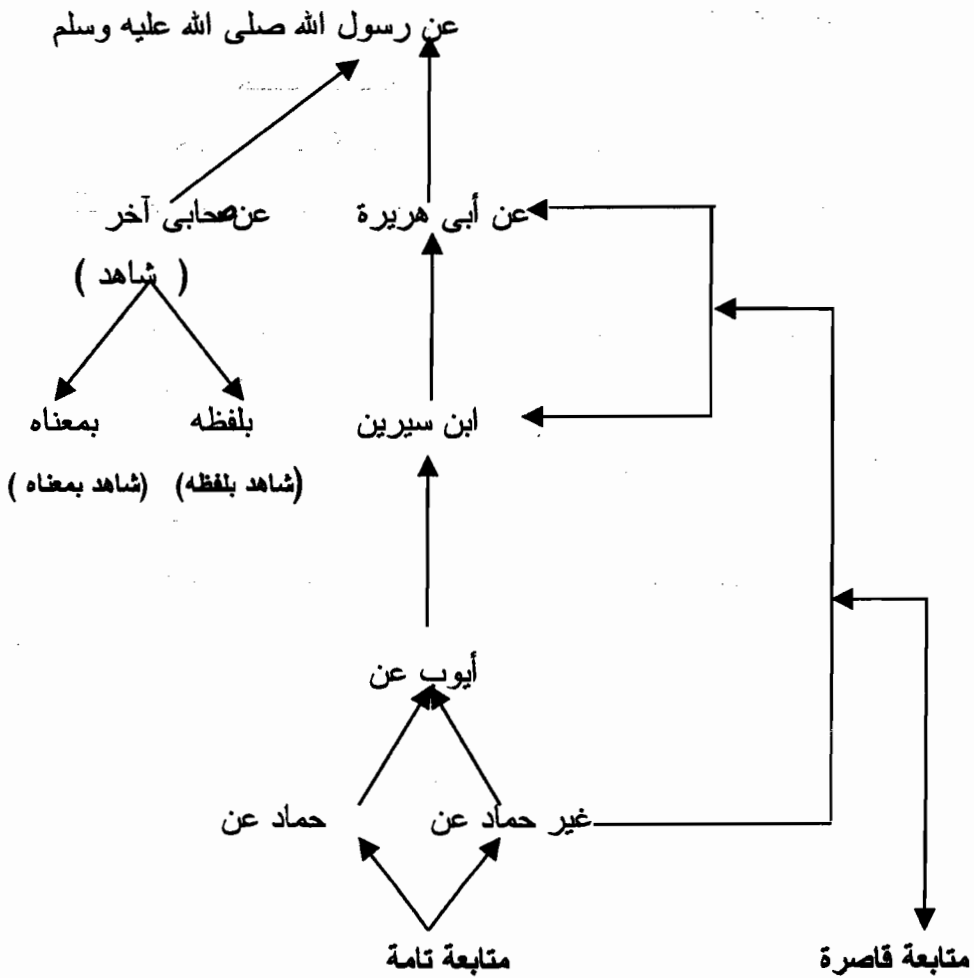 عن رسول الله صلى الله عليه وسلم
عن أبى هريرة عن صحابى آخر
( شاهد )
ابن سيرين بلفظه بمعناه
(شاهد بلفظه) (شاهد بمعناه )
أيوب عن
غير حماد عن حماد عن
متابعة قاصرة متابعة تامة